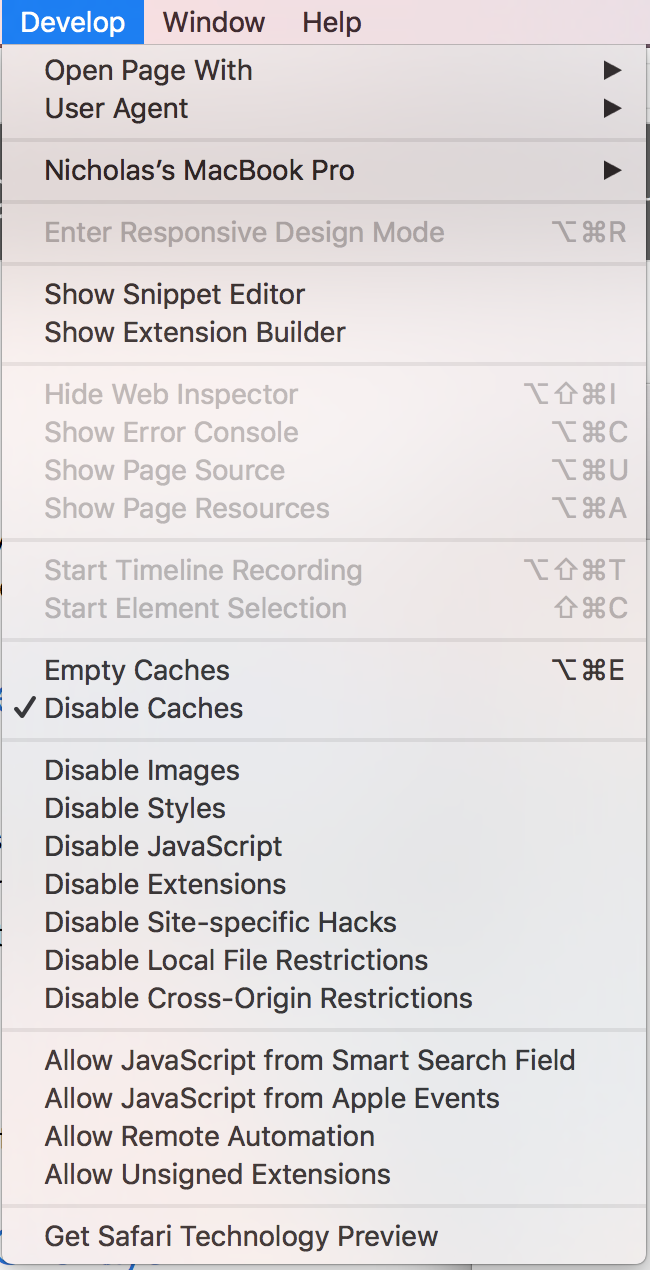 Develop Window Help
Open Page With ▶
User Agent ▶
Nicholas’s MacBook Pro ▶
Enter Responsive Design Mode ⌥⌘R
Show Snippet Editor
Show Extension Builder
Hide Web Inspector ⌥⇧⌘I
Show Error Console ⌥⌘C
Show Page Source ⌥⌘U
Show Page Resources ⌥⌘A
Start Timeline Recording ⌥⇧⌘T
Start Element Selection ⇧⌘C
Empty Caches ⌥⌘E
✓ Disable Caches
Disable Images
Disable Styles
Disable JavaScript
Disable Extensions
Disable Site-specific Hacks
Disable Local File Restrictions
Disable Cross-Origin Restrictions
Allow JavaScript from Smart Search Field
Allow JavaScript from Apple Events
Allow Remote Automation
Allow Unsigned Extensions
Get Safari Technology Preview